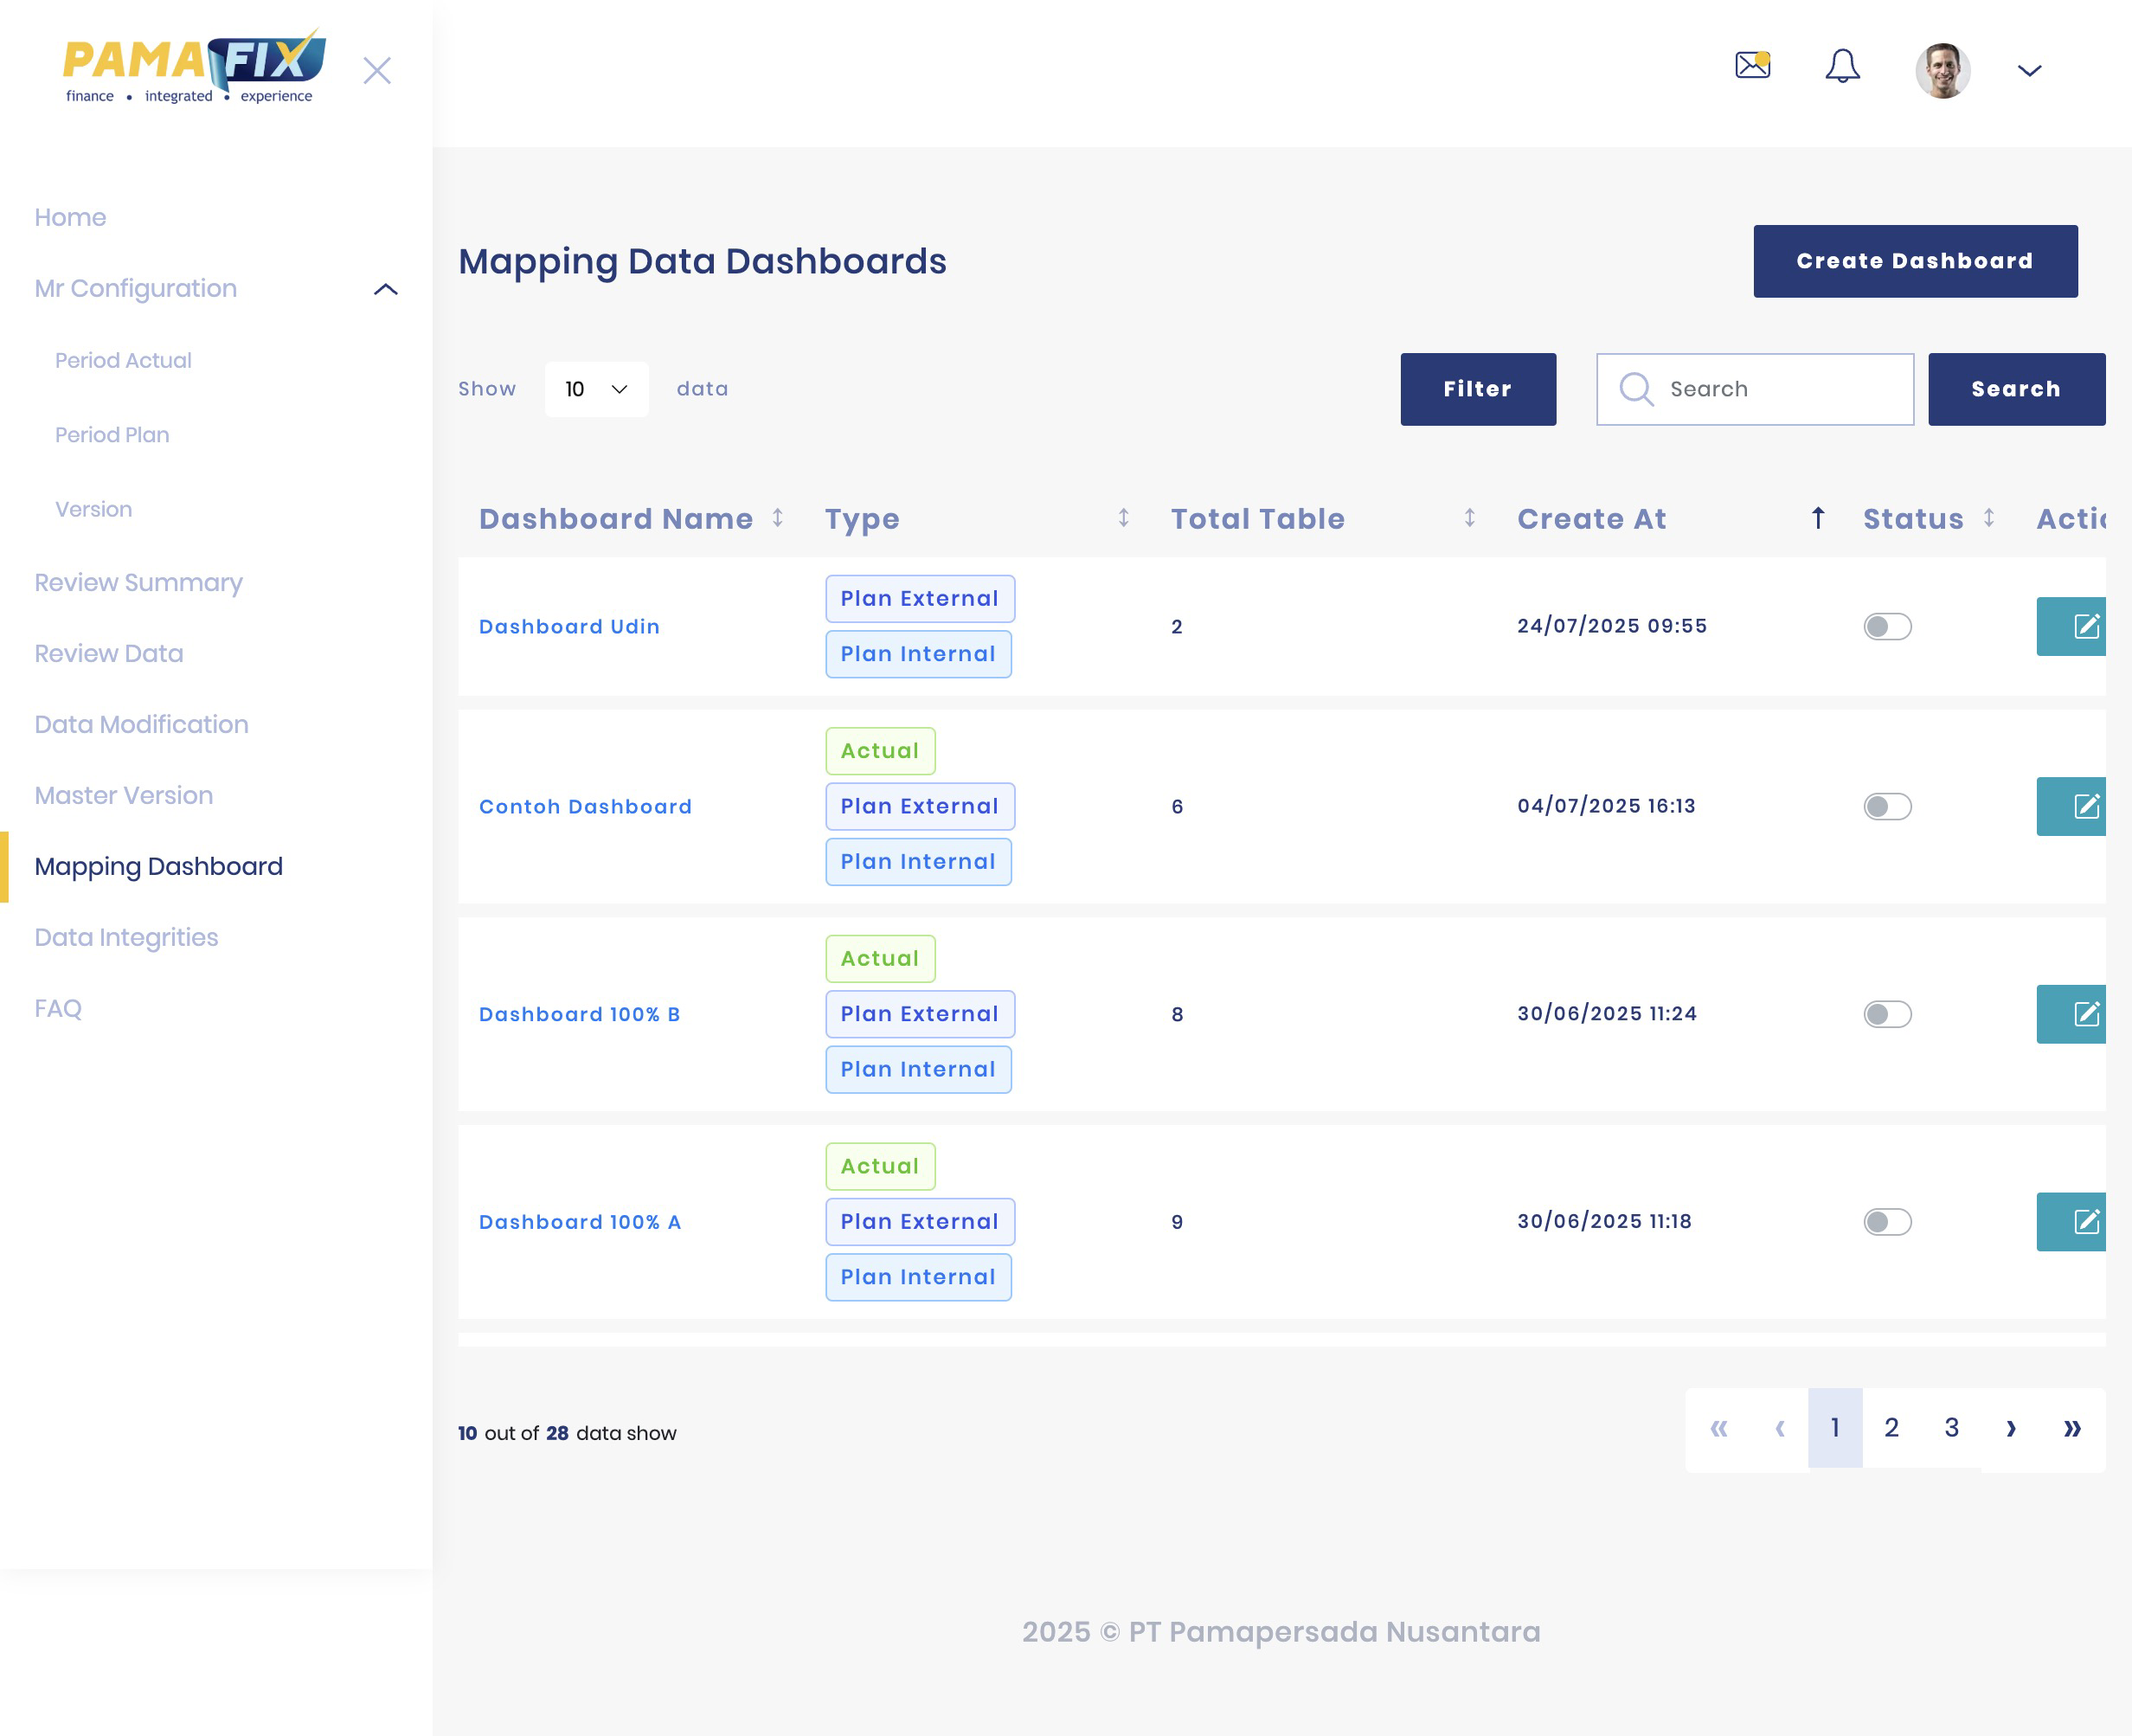 PAMAFIX
finance • integrated • experience
Home
Mr Configuration
Period Actual
Period Plan
Version
Review Summary
Review Data
Data Modification
Master Version
Mapping Dashboard
Data Integrities
FAQ
Mapping Data Dashboards
Create Dashboard
Show 10 data
Filter
Search
Search
Dashboard Name Type Total Table Create At Status Actic
Dashboard Udin
Plan External
Plan Internal
2
24/07/2025 09:55
Contoh Dashboard
Actual
Plan External
Plan Internal
6
04/07/2025 16:13
Dashboard 100% B
Actual
Plan External
Plan Internal
8
30/06/2025 11:24
Dashboard 100% A
Actual
Plan External
Plan Internal
9
30/06/2025 11:18
10 out of 28 data show
« ‹ 1 2 3 › »
2025 © PT Pamapersada Nusantara